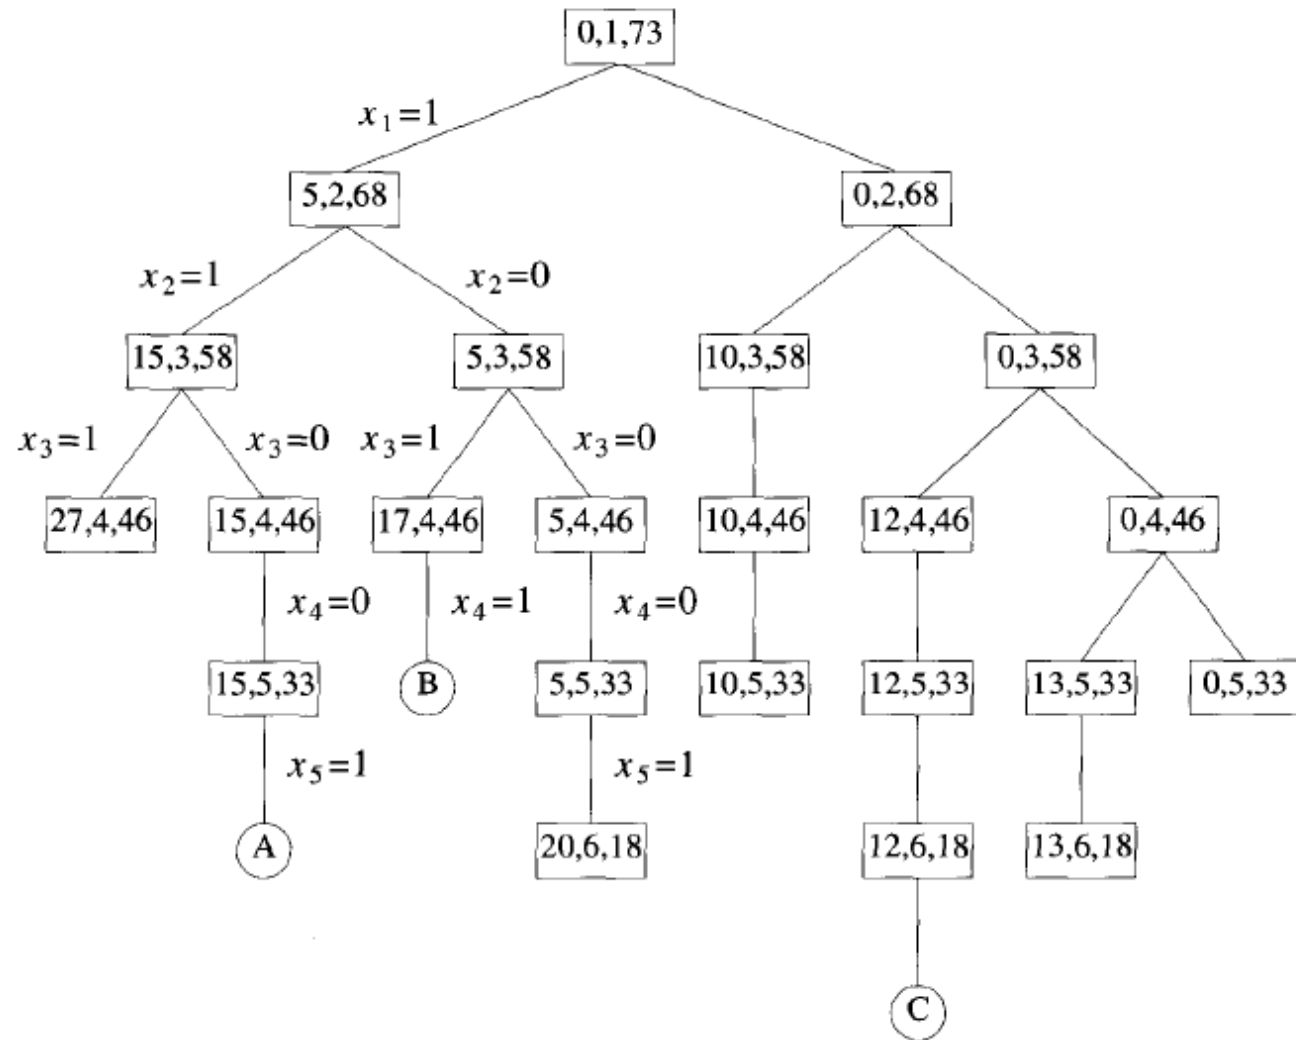 0,1,73
x₁=1
5,2,68
0,2,68
x₂=1
x₂=0
15,3,58
5,3,58
10,3,58
0,3,58
x₃=1
x₃=0
x₃=1
x₃=0
27,4,46
15,4,46
17,4,46
5,4,46
10,4,46
12,4,46
0,4,46
x₄=0
x₄=1
x₄=0
15,5,33
B
5,5,33
10,5,33
12,5,33
13,5,33
0,5,33
x₅=1
x₅=1
A
20,6,18
12,6,18
13,6,18
C